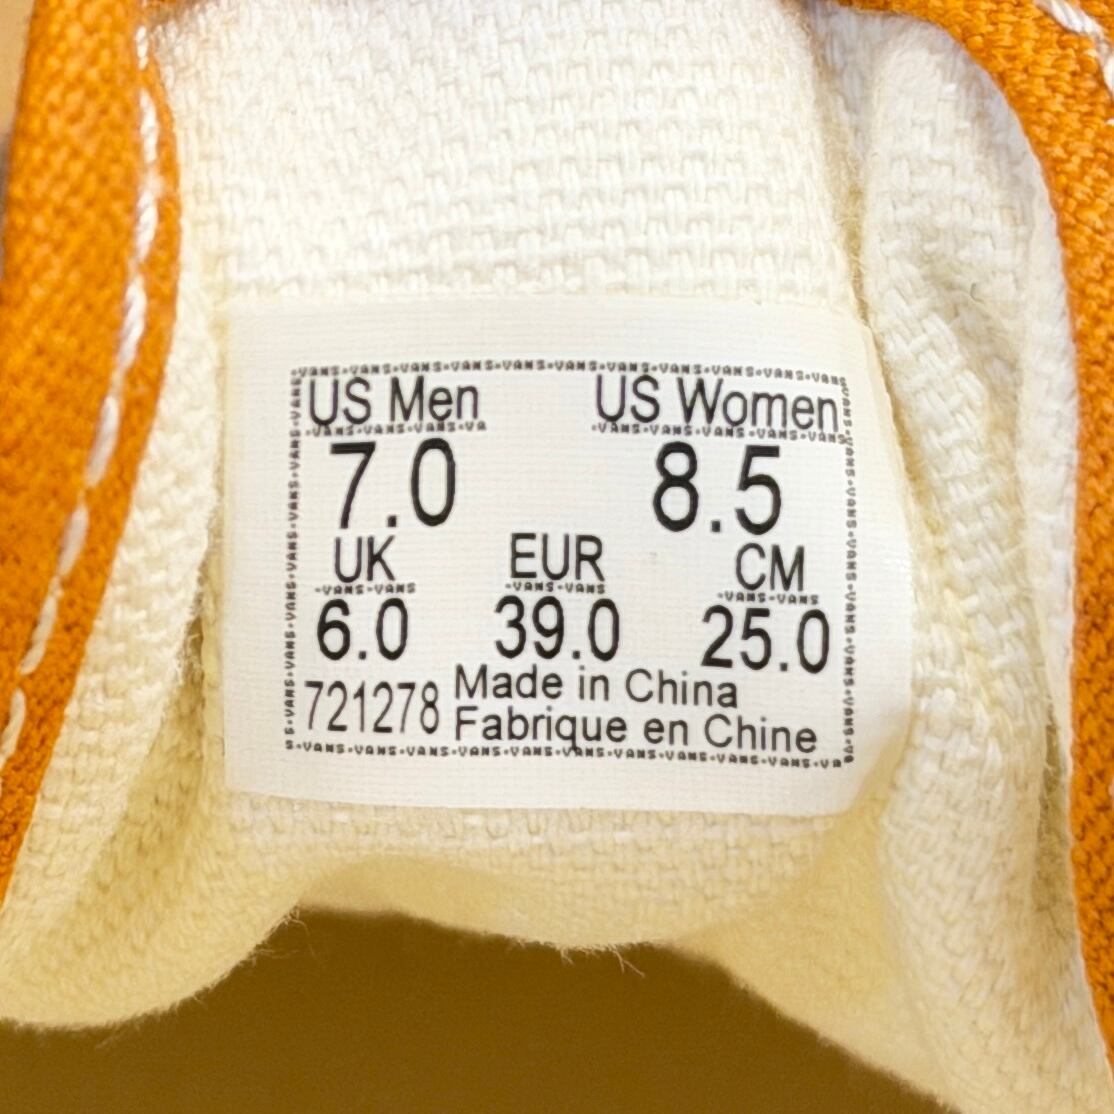 US Men US Women
7.0 8.5
UK EUR CM
6.0 39.0 25.0
721278 Made in China
Fabrique en Chine